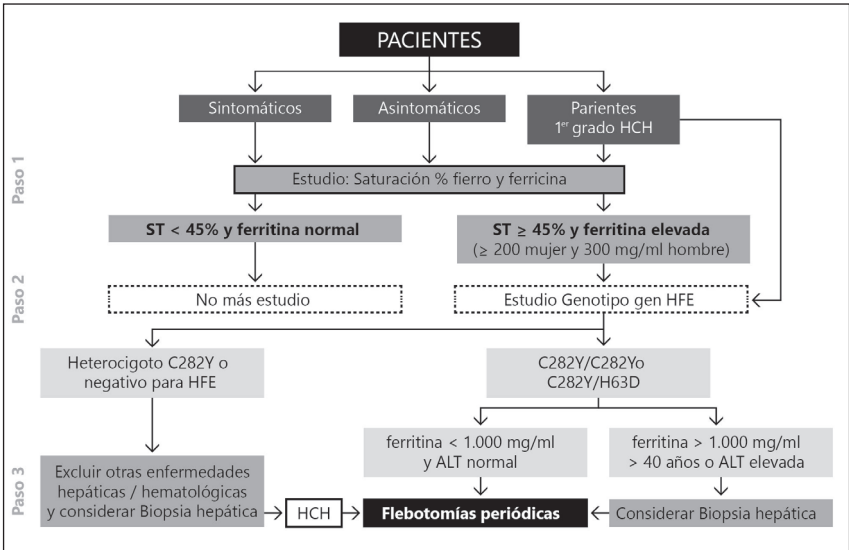 PACIENTES
Sintomáticos
Asintomáticos
Parientes
1er grado HCH
Paso 1
Estudio: Saturación % fierro y ferricina
ST < 45% y ferritina normal
ST ≥ 45% y ferritina elevada
(≥ 200 mujer y 300 mg/ml hombre)
Paso 2
No más estudio
Estudio Genotipo gen HFE
Heterocigoto C282Y o
negativo para HFE
C282Y/C282Yo
C282Y/H63D
ferritina < 1.000 mg/ml
y ALT normal
ferritina > 1.000 mg/ml
> 40 años o ALT elevada
Paso 3
Excluir otras enfermedades
hepáticas / hematológicas
y considerar Biopsia hepática
HCH
Flebotomías periódicas
Considerar Biopsia hepática